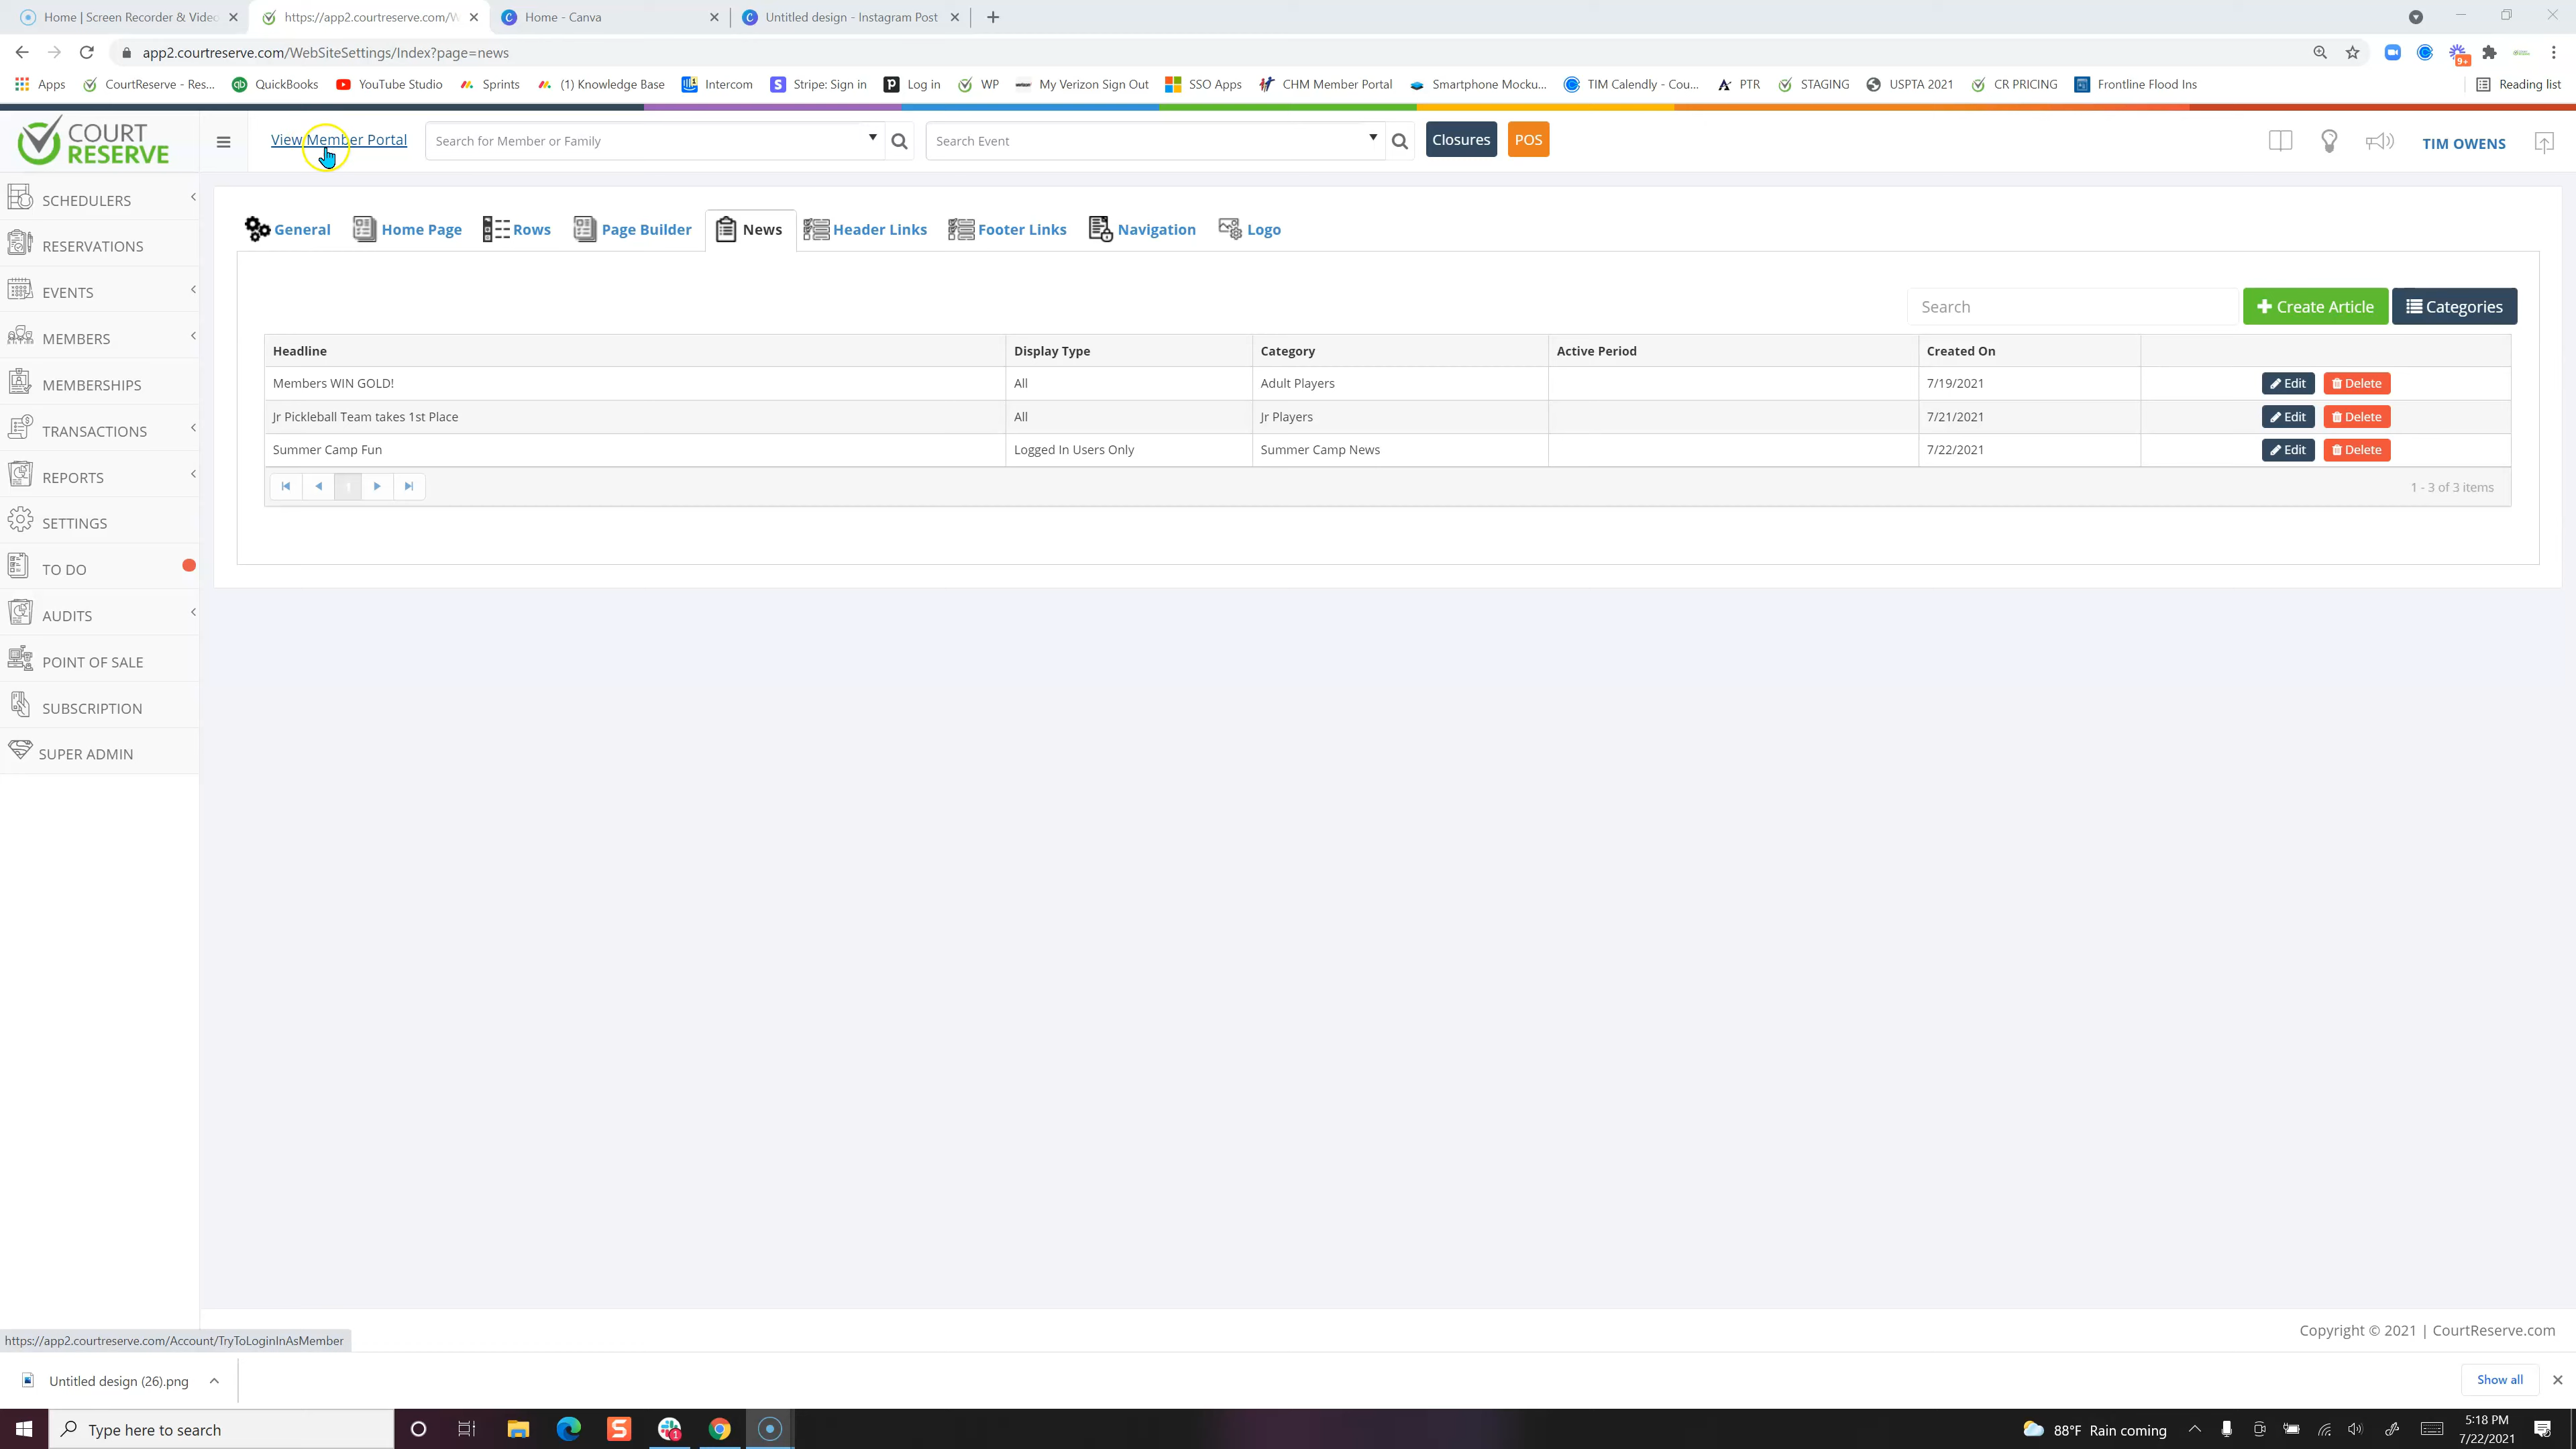 Home | Screen Recorder & Video
https://app2.courtreserve.com/W
Home - Canva
Untitled design - Instagram Post
app2.courtreserve.com/WebSiteSettings/Index?page=news
9+
Apps
CourtReserve - Res...
QuickBooks
YouTube Studio
Sprints
(1) Knowledge Base
Intercom
Stripe: Sign in
Log in
WP
My Verizon Sign Out
SSO Apps
CHM Member Portal
Smartphone Mocku...
TIM Calendly - Cou...
PTR
STAGING
USPTA 2021
CR PRICING
Frontline Flood Ins
Reading list
COURT RESERVE
View Member Portal
Search for Member or Family
Search Event
Closures
POS
TIM OWENS
SCHEDULERS
RESERVATIONS
EVENTS
MEMBERS
MEMBERSHIPS
TRANSACTIONS
REPORTS
SETTINGS
TO DO
AUDITS
POINT OF SALE
SUBSCRIPTION
SUPER ADMIN
General
Home Page
Rows
Page Builder
News
Header Links
Footer Links
Navigation
Logo
Search
Create Article
Categories
Headline Display Type Category Active Period Created On
Members WIN GOLD! All Adult Players 7/19/2021 Edit Delete
Jr Pickleball Team takes 1st Place All Jr Players 7/21/2021 Edit Delete
Summer Camp Fun Logged In Users Only Summer Camp News 7/22/2021 Edit Delete
1
1 - 3 of 3 items
Copyright © 2021 | CourtReserve.com
https://app2.courtreserve.com/Account/TryToLoginInAsMember
Untitled design (26).png
Show all
Type here to search
1
88°F Rain coming
5:18 PM
7/22/2021